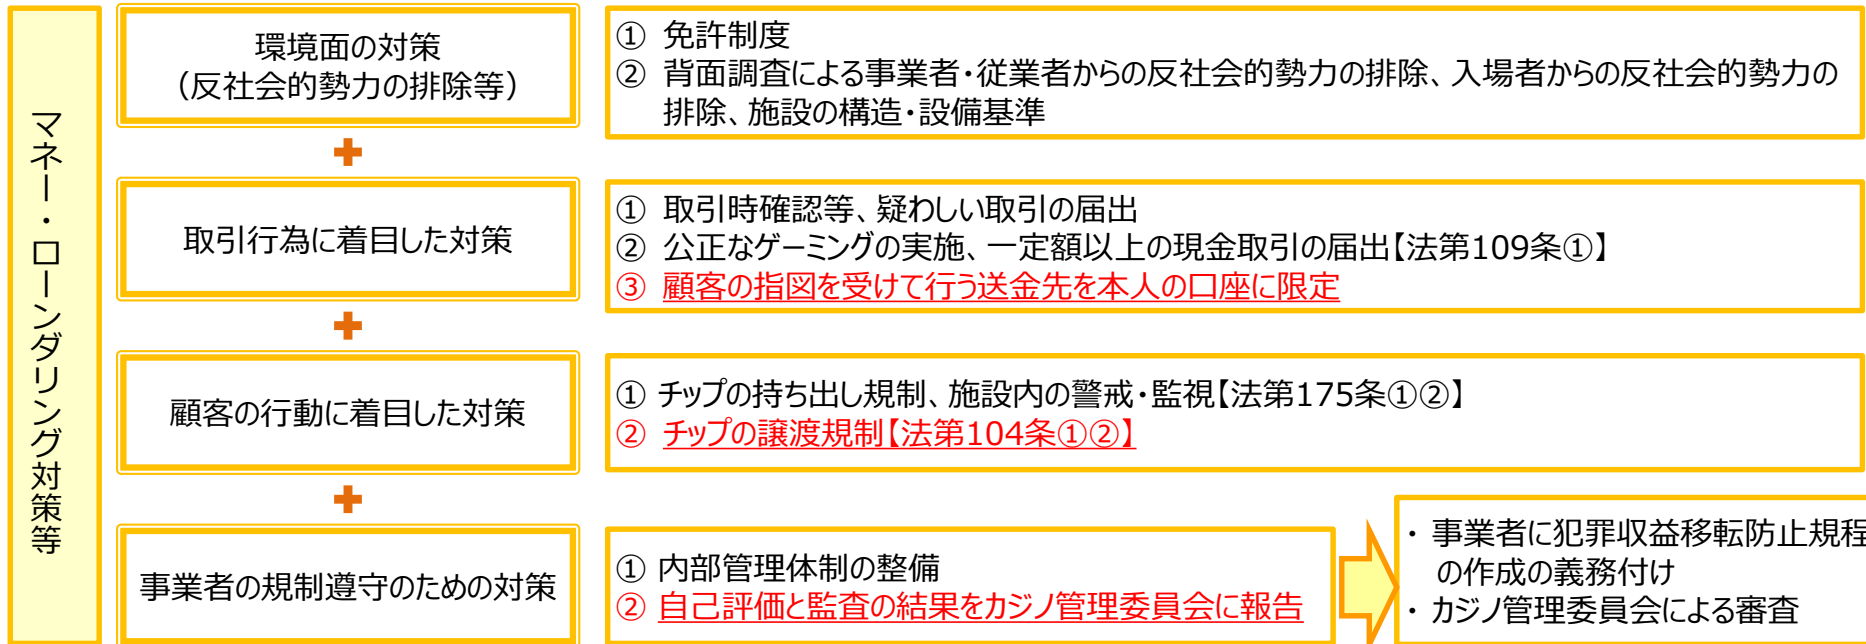 マネー・ローンダリング対策等
環境面の対策
（反社会的勢力の排除等）
① 免許制度
② 背面調査による事業者・従業者からの反社会的勢力の排除、入場者からの反社会的勢力の
排除、施設の構造・設備基準
取引行為に着目した対策
① 取引時確認等、疑わしい取引の届出
② 公正なゲーミングの実施、一定額以上の現金取引の届出【法第109条①】
③ 顧客の指図を受けて行う送金先を本人の口座に限定
顧客の行動に着目した対策
① チップの持ち出し規制、施設内の警戒・監視【法第175条①②】
② チップの譲渡規制【法第104条①②】
事業者の規制遵守のための対策
① 内部管理体制の整備
② 自己評価と監査の結果をカジノ管理委員会に報告
・ 事業者に犯罪収益移転防止規程
の作成の義務付け
・ カジノ管理委員会による審査